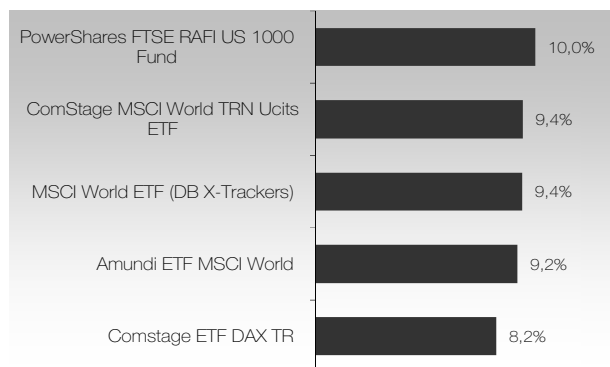 PowerShares FTSE RAFI US 1000
Fund
10,0%
ComStage MSCI World TRN Ucits
ETF
9,4%
MSCI World ETF (DB X-Trackers)
9,4%
Amundi ETF MSCI World
9,2%
Comstage ETF DAX TR
8,2%